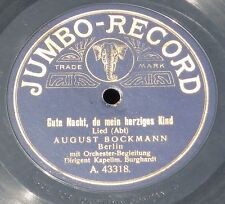 JUMBO-RECORD
TRADE MARK
Gute Nacht, du mein herziges Kind
Lied (Abt)
AUGUST BOCKMANN
Berlin
mit Orchester-Begleitung
Dirigent Kapellm. Burghardt
A. 43318.